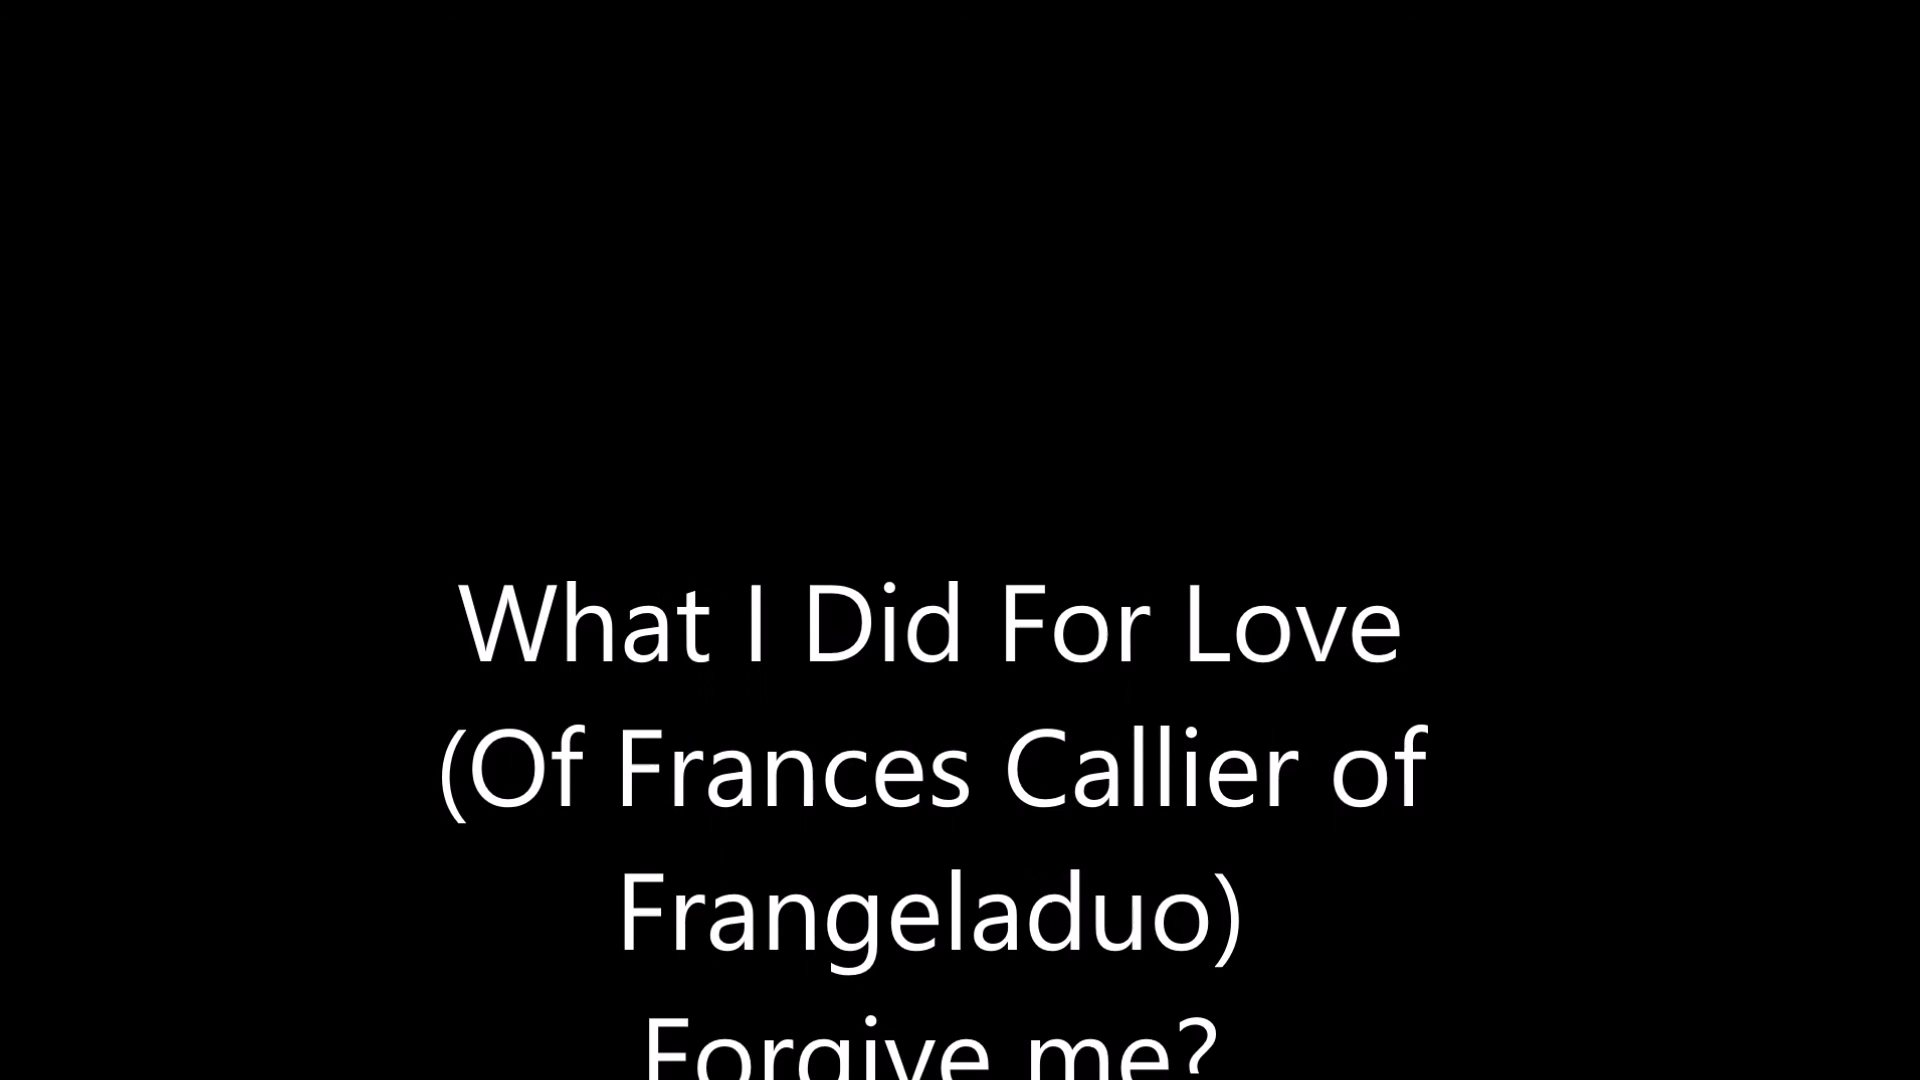 What I Did For Love
(Of Frances Callier of
Frangeladuo)
Forgive me?